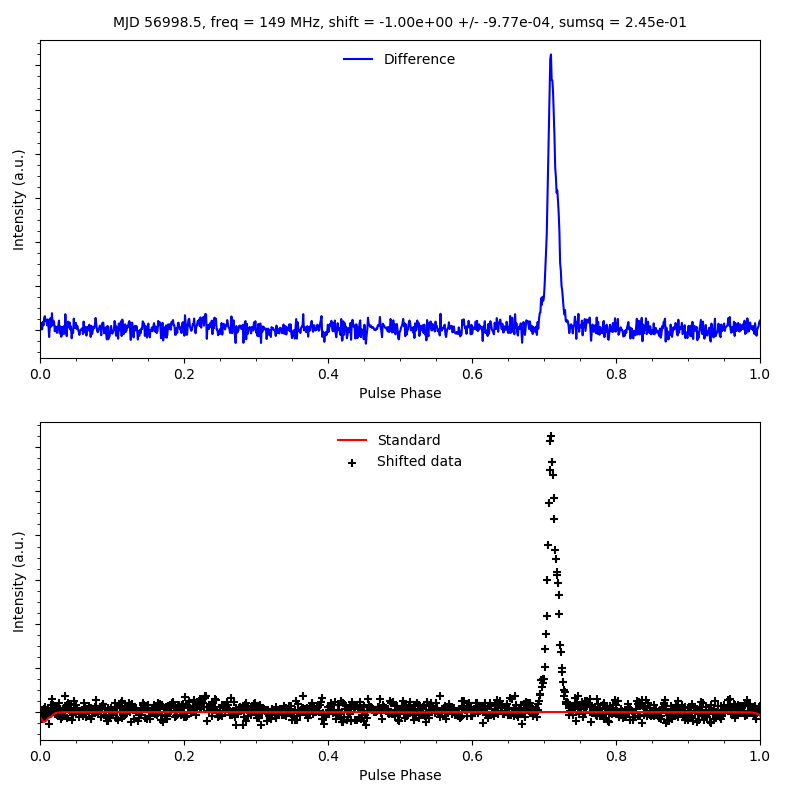 MJD 56998.5, freq = 149 MHz, shift = -1.00e+00 +/- -9.77e-04, sumsq = 2.45e-01
Difference
Intensity (a.u.)
0.0 0.2 0.4 0.6 0.8 1.0
Pulse Phase
Standard
Shifted data
Intensity (a.u.)
0.0 0.2 0.4 0.6 0.8 1.0
Pulse Phase